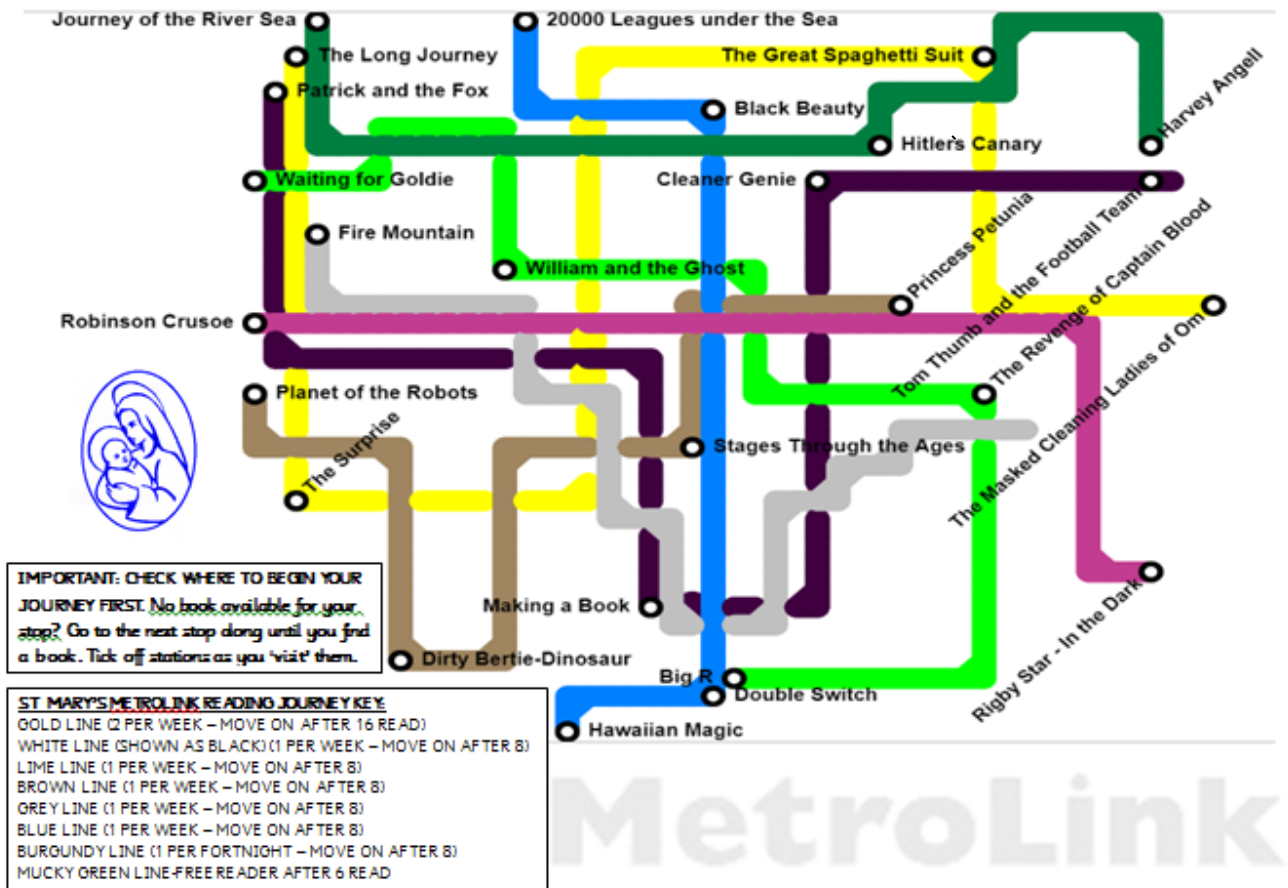 Journey of the River Sea
20000 Leagues under the Sea
The Long Journey
The Great Spaghetti Suit
Patrick and the Fox
Black Beauty
Harvey Angell
Hitler's Canary
Waiting for Goldie
Cleaner Genie
Fire Mountain
William and the Ghost
Princess Petunia
Tom Thumb and the Football Team
The Revenge of Captain Blood
Robinson Crusoe
The Masked Cleaning Ladies of Om
Planet of the Robots
The Surprise
Stages Through the Ages
Making a Book
Rigby Star - In the Dark
Dirty Bertie-Dinosaur
Big R
Double Switch
Hawaiian Magic
IMPORTANT: CHECK WHERE TO BEGIN YOUR
JOURNEY FIRST. No book available for your
stop? Go to the next stop along until you find
a book. Tick off stations as you 'visit' them.
ST MARY'S METROLINK READING JOURNEY KEY:
GOLD LINE (2 PER WEEK – MOVE ON AFTER 16 READ)
WHITE LINE (SHOWN AS BLACK) (1 PER WEEK – MOVE ON AFTER 8)
LIME LINE (1 PER WEEK – MOVE ON AFTER 8)
BROWN LINE (1 PER WEEK – MOVE ON AFTER 8)
GREY LINE (1 PER WEEK – MOVE ON AFTER 8)
BLUE LINE (1 PER WEEK – MOVE ON AFTER 8)
BURGUNDY LINE (1 PER FORTNIGHT – MOVE ON AFTER 8)
MUCKY GREEN LINE-FREE READER AFTER 6 READ
MetroLink